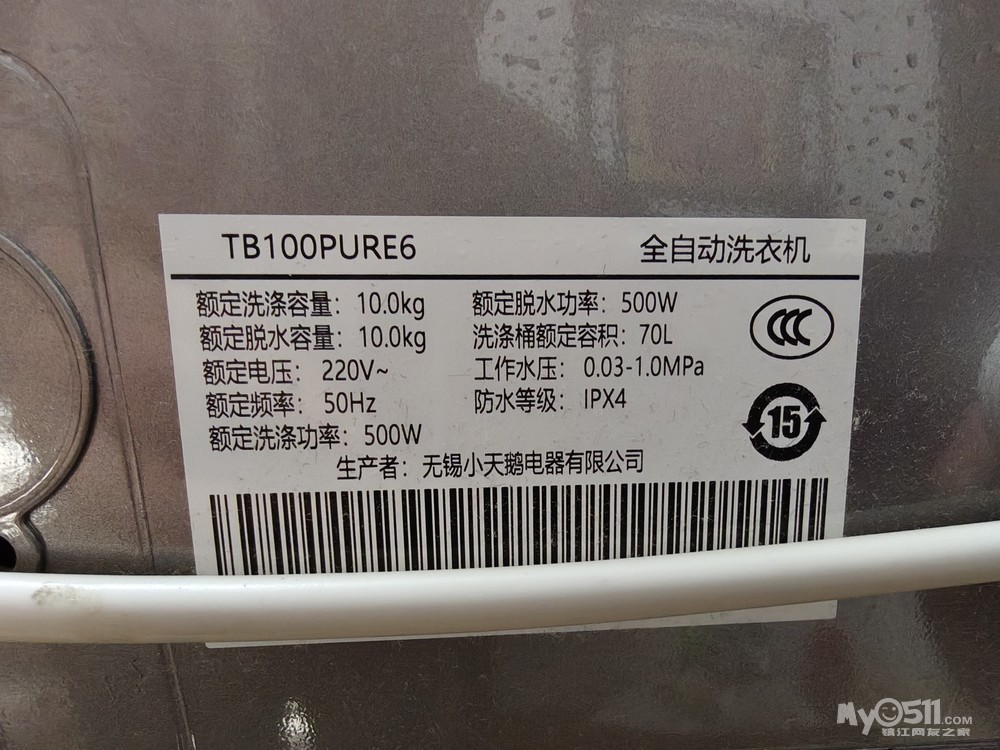 TB100PURE6 全自动洗衣机
额定洗涤容量：10.0kg 额定脱水功率：500W
额定脱水容量：10.0kg 洗涤桶额定容积：70L
额定电压：220V~ 工作水压：0.03-1.0MPa
额定频率：50Hz 防水等级：IPX4
额定洗涤功率：500W
生产者：无锡小天鹅电器有限公司
CCC
15
My0511.COM
镇江网友之家